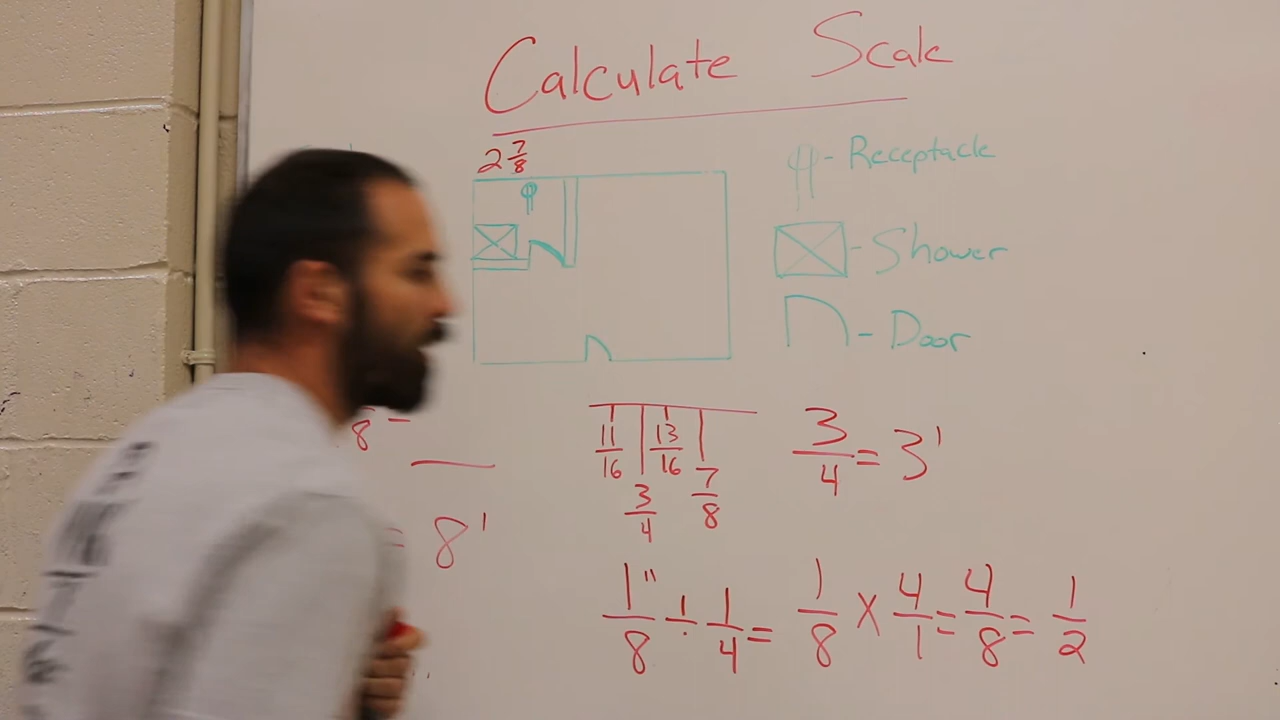 Calculate Scale
2 7/8
- Receptacle
- Shower
- Door
8 -
11/16 3/4 13/16 7/8
3/4 = 3'
= 8'
1"/8 ÷ 1/4 = 1/8 X 4/1 = 4/8 = 1/2